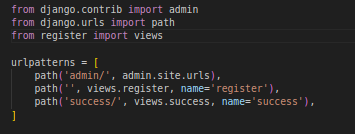 from django.contrib import admin
from django.urls import path
from register import views

urlpatterns = [
    path('admin/', admin.site.urls),
    path('', views.register, name='register'),
    path('success/', views.success, name='success'),
]